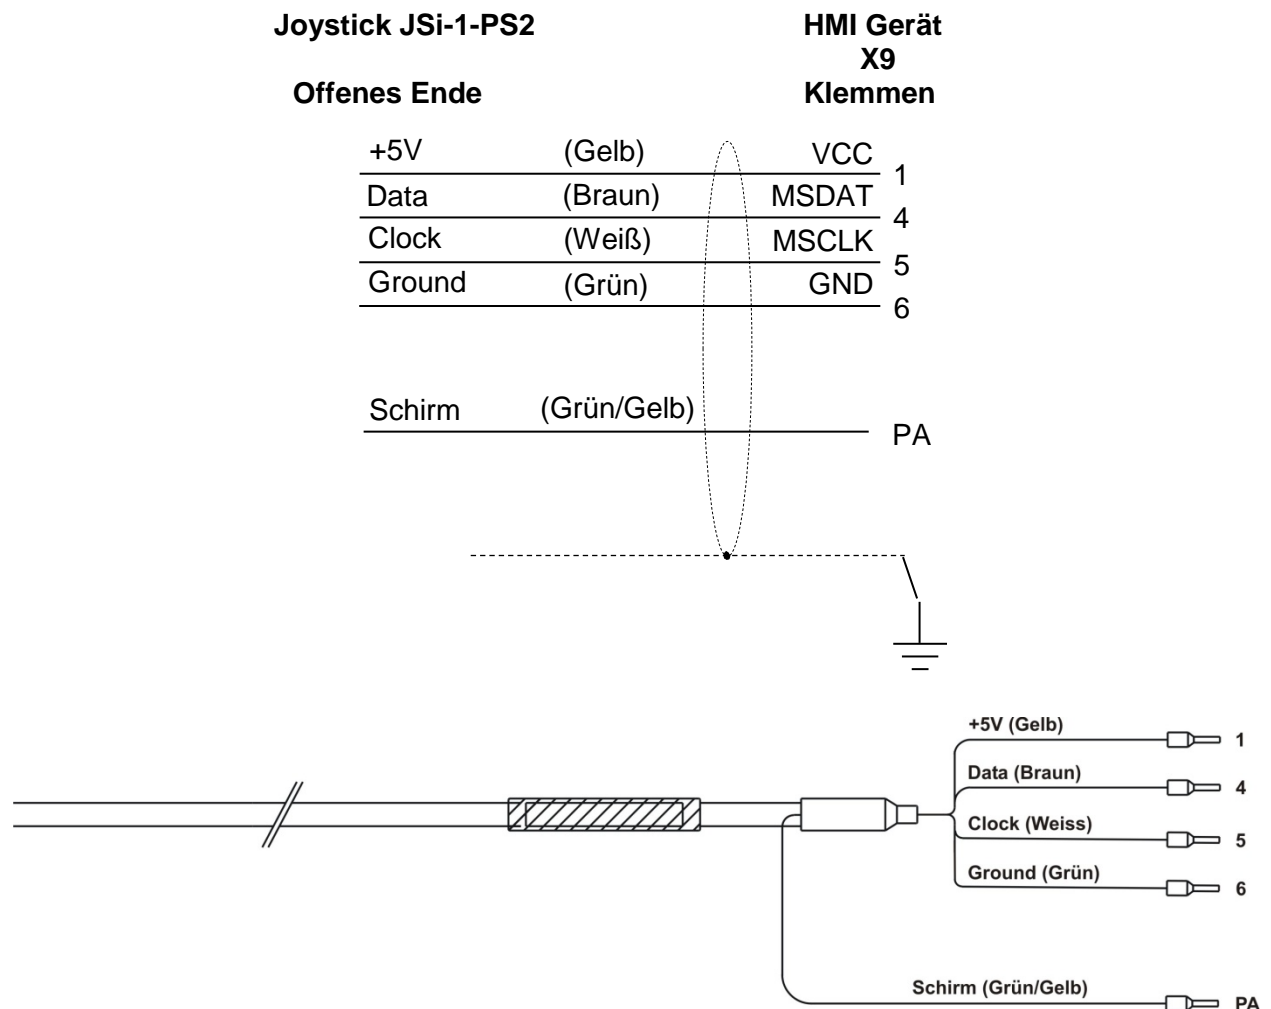 Joystick JSi-1-PS2 HMI Gerät
X9
Offenes Ende Klemmen
+5V (Gelb) VCC 1
Data (Braun) MSDAT 4
Clock (Weiß) MSCLK 5
Ground (Grün) GND 6
Schirm (Grün/Gelb) PA
+5V (Gelb) 1
Data (Braun) 4
Clock (Weiss) 5
Ground (Grün) 6
Schirm (Grün/Gelb) PA